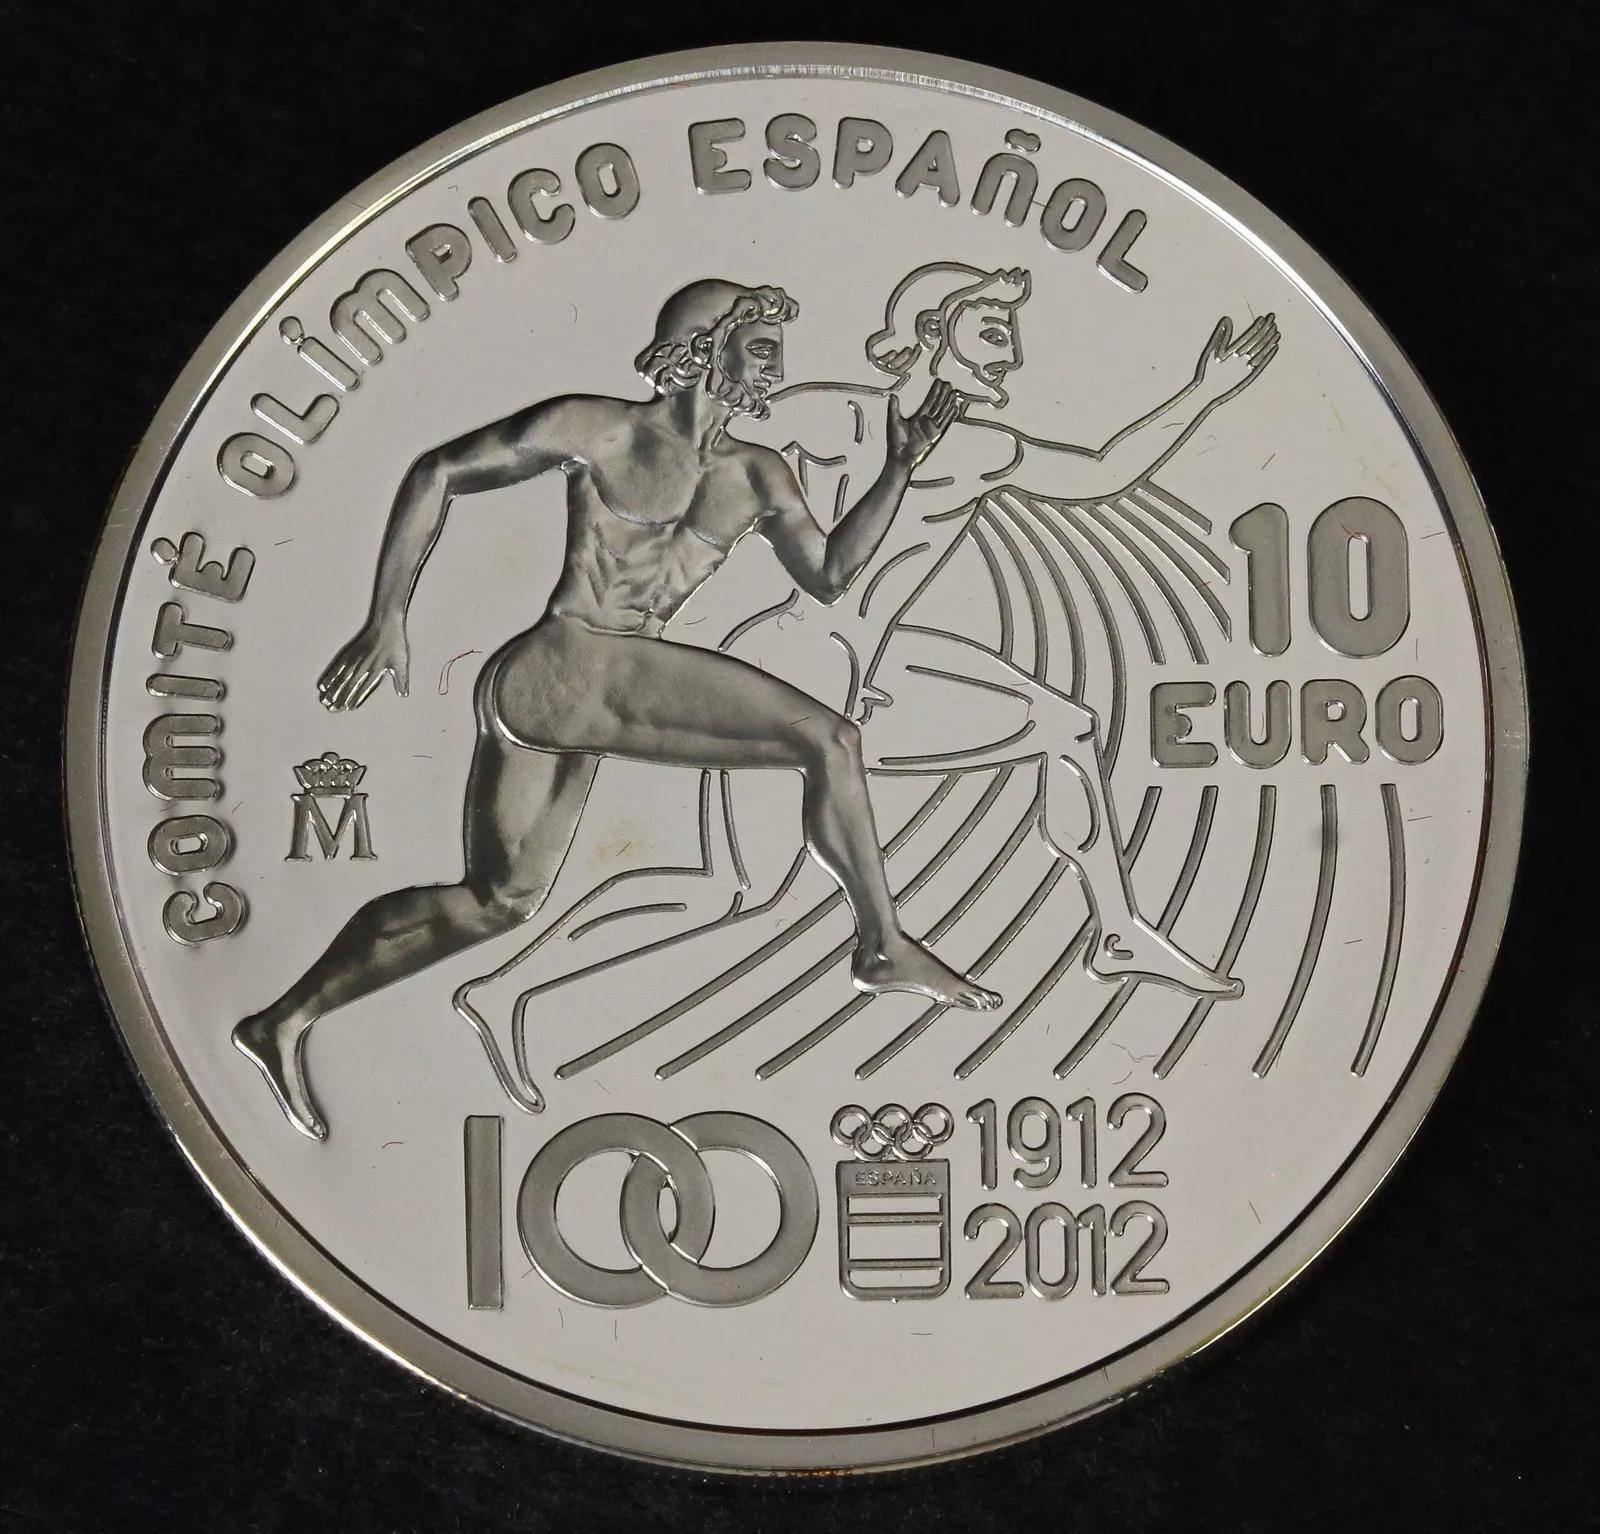 COMITÉ OLÍMPICO ESPAÑOL
10
EURO
M
100
ESPAÑA
1912
2012